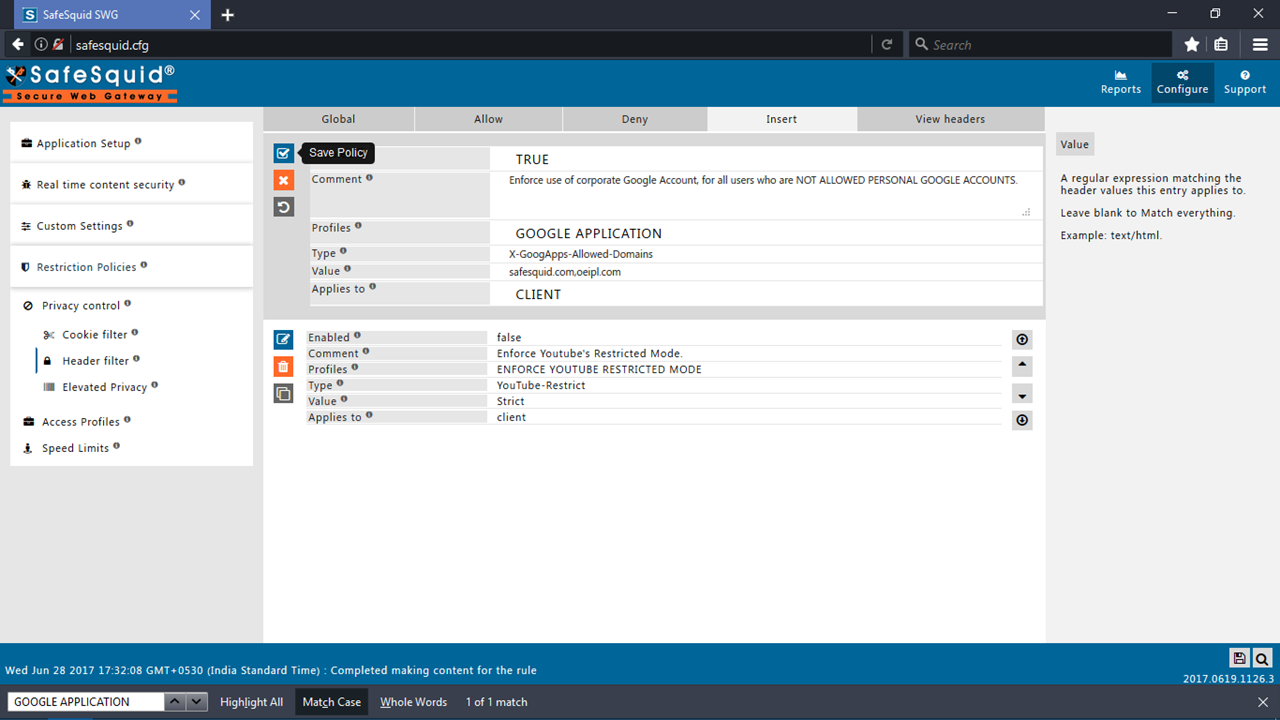 SafeSquid SWG
safesquid.cfg
Search
SafeSquid®
Secure Web Gateway
Reports
Configure
Support
Application Setup
Real time content security
Custom Settings
Restriction Policies
Privacy control
Cookie filter
Header filter
Elevated Privacy
Access Profiles
Speed Limits
Global
Allow
Deny
Insert
View headers
Save Policy
TRUE
Comment
Enforce use of corporate Google Account, for all users who are NOT ALLOWED PERSONAL GOOGLE ACCOUNTS.
Profiles
GOOGLE APPLICATION
Type
X-GoogApps-Allowed-Domains
Value
safesquid.com,oeipl.com
Applies to
CLIENT
Enabled
false
Comment
Enforce Youtube's Restricted Mode.
Profiles
ENFORCE YOUTUBE RESTRICTED MODE
Type
YouTube-Restrict
Value
Strict
Applies to
client
Value
A regular expression matching the
header values this entry applies to.
Leave blank to Match everything.
Example: text/html.
Wed Jun 28 2017 17:32:08 GMT+0530 (India Standard Time) : Completed making content for the rule
2017.0619.1126.3
GOOGLE APPLICATION
Highlight All
Match Case
Whole Words
1 of 1 match